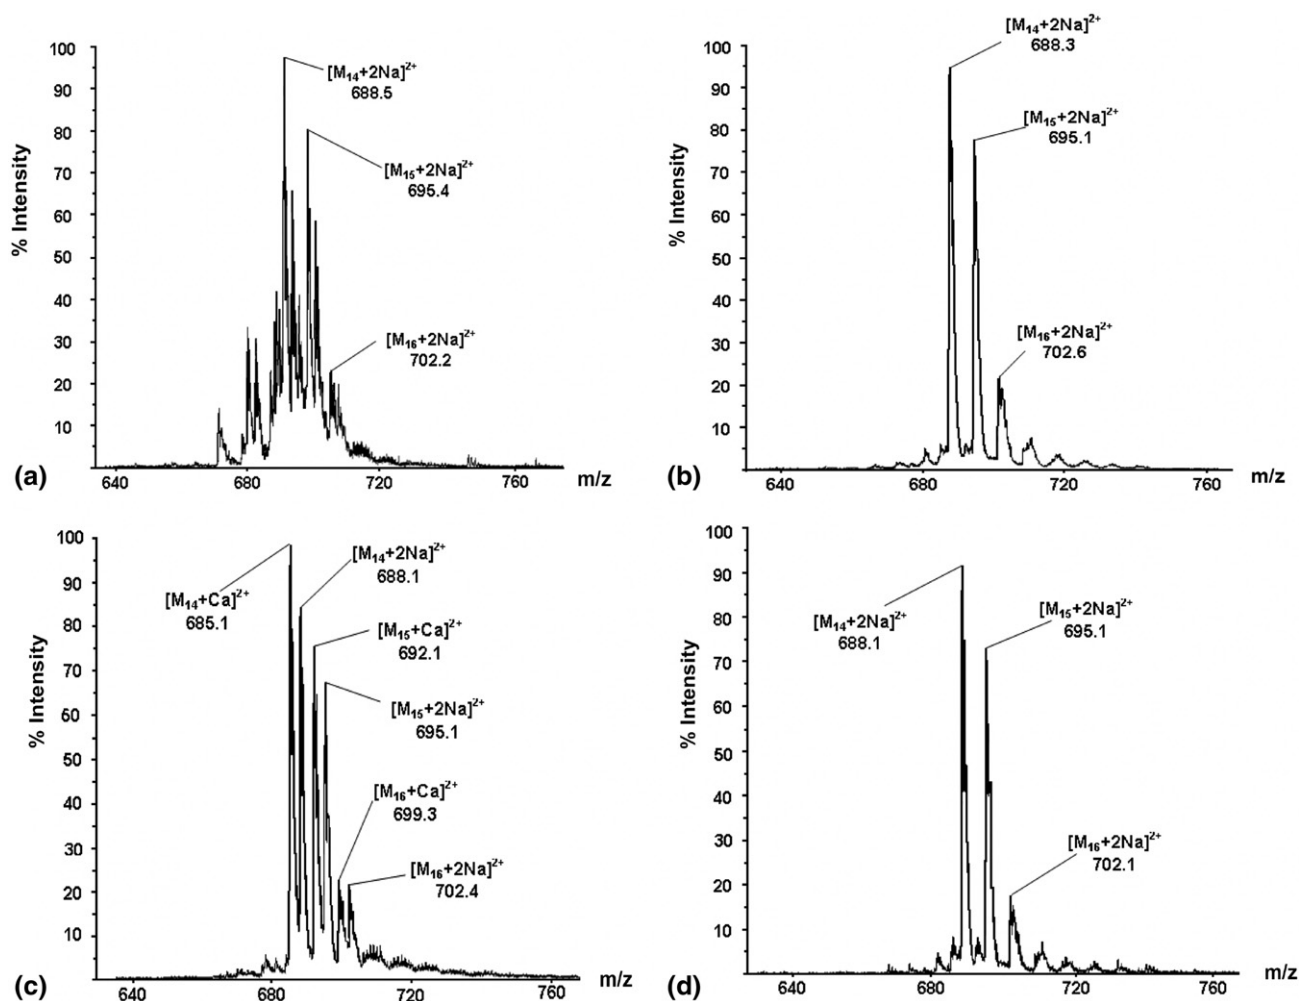 100
90
80
70
60
50
40
30
20
10
% Intensity
[M₁₄+2Na]²⁺
688.5
[M₁₅+2Na]²⁺
695.4
[M₁₆+2Na]²⁺
702.2
640
680
720
760
m/z
(a)
100
90
80
70
60
50
40
30
20
10
% Intensity
[M₁₄+2Na]²⁺
688.3
[M₁₅+2Na]²⁺
695.1
[M₁₆+2Na]²⁺
702.6
640
680
720
760
m/z
(b)
100
90
80
70
60
50
40
30
20
10
% Intensity
[M₁₄+Ca]²⁺
685.1
[M₁₄+2Na]²⁺
688.1
[M₁₅+Ca]²⁺
692.1
[M₁₅+2Na]²⁺
695.1
[M₁₆+Ca]²⁺
699.3
[M₁₆+2Na]²⁺
702.4
640
680
720
760
m/z
(c)
100
90
80
70
60
50
40
30
20
10
% Intensity
[M₁₄+2Na]²⁺
688.1
[M₁₅+2Na]²⁺
695.1
[M₁₆+2Na]²⁺
702.1
640
680
720
760
m/z
(d)